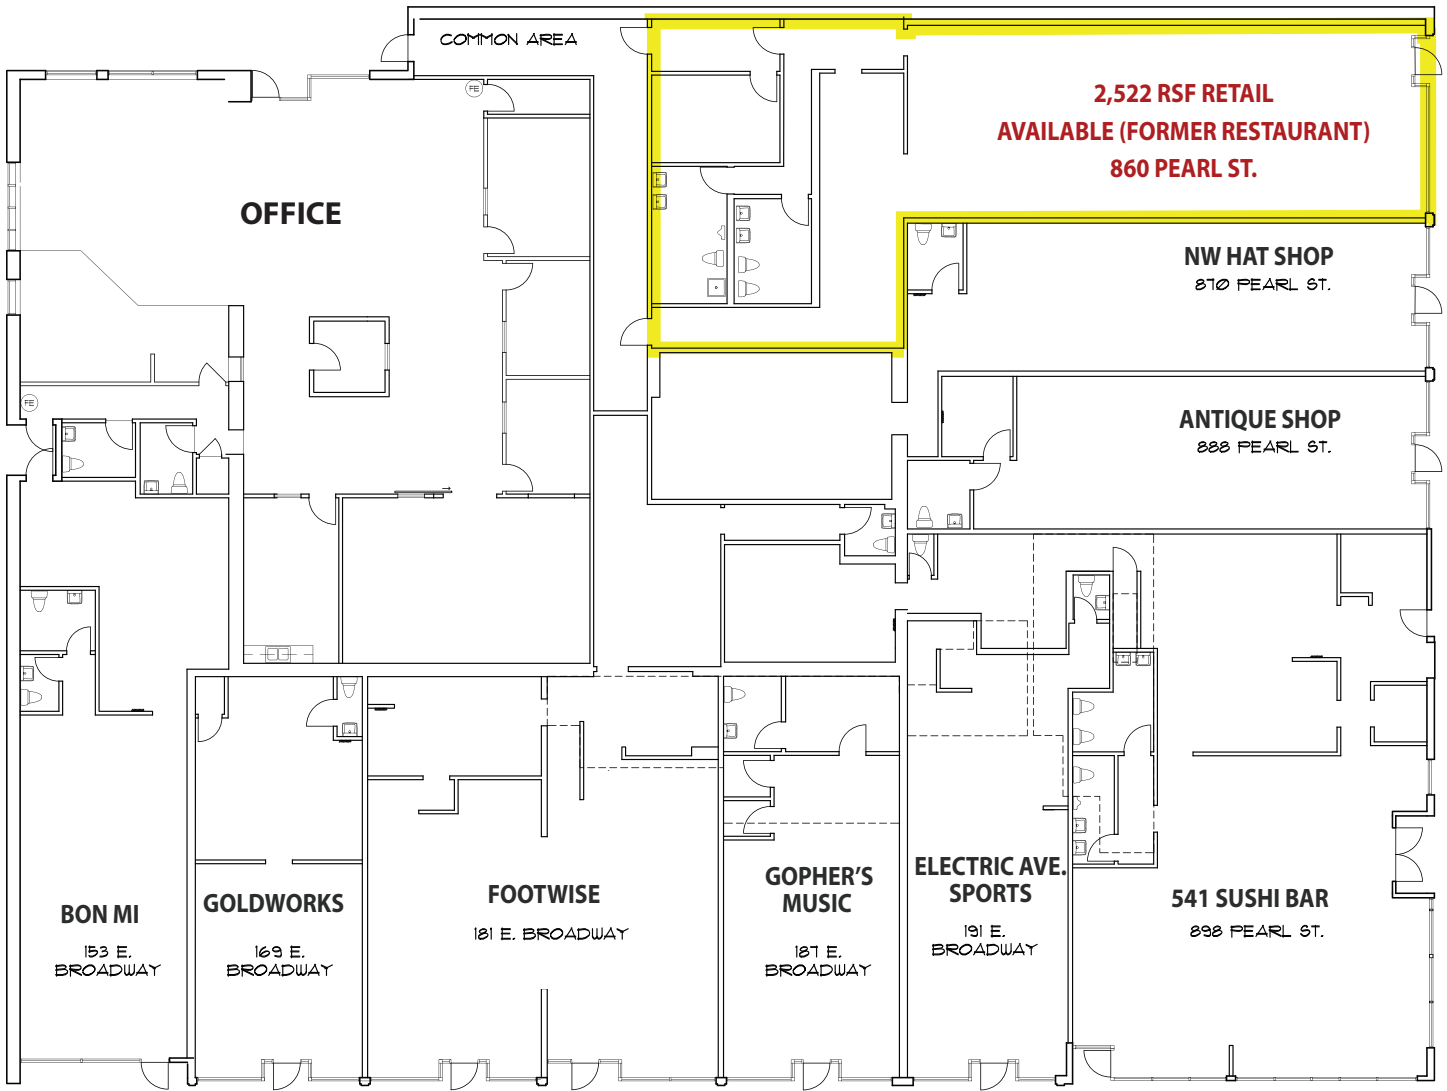 COMMON AREA
FE
2,522 RSF RETAIL
AVAILABLE (FORMER RESTAURANT)
860 PEARL ST.
OFFICE
NW HAT SHOP
870 PEARL ST.
FE
ANTIQUE SHOP
888 PEARL ST.
BON MI
153 E.
BROADWAY
GOLDWORKS
169 E.
BROADWAY
FOOTWISE
181 E. BROADWAY
GOPHER'S
MUSIC
187 E.
BROADWAY
ELECTRIC AVE.
SPORTS
191 E.
BROADWAY
541 SUSHI BAR
898 PEARL ST.